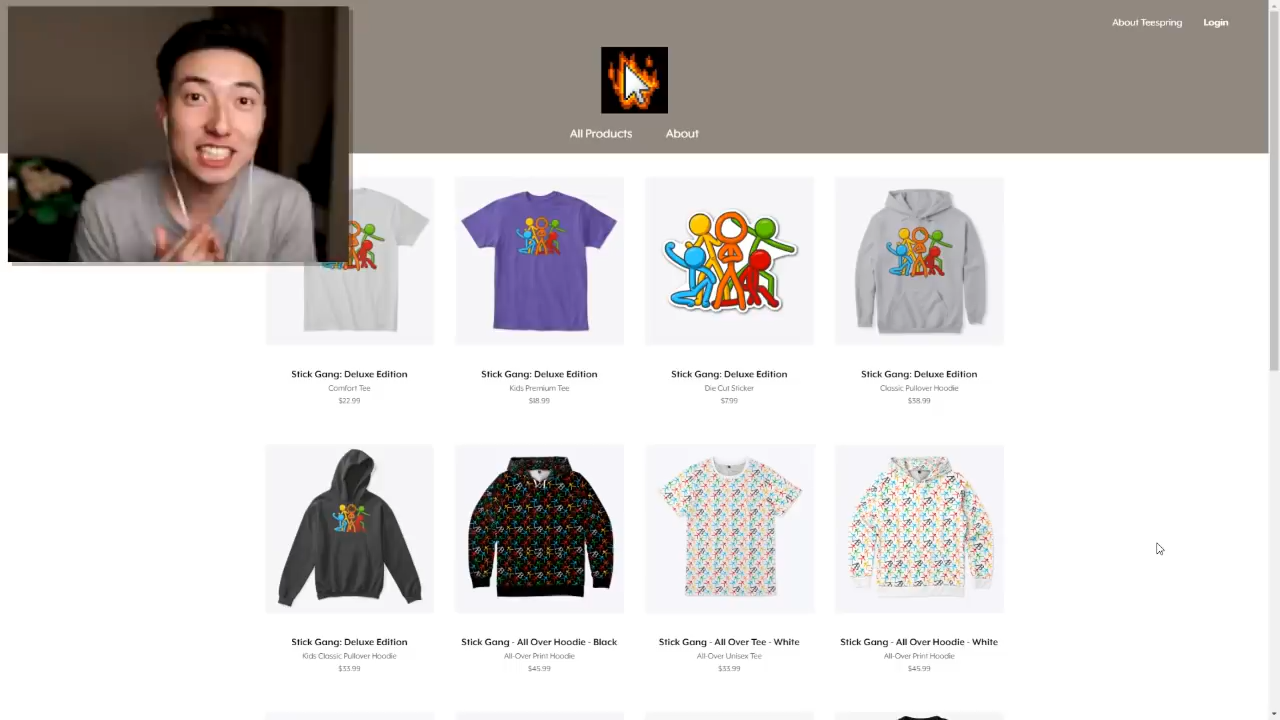 About Teespring Login
All Products About
Stick Gang: Deluxe Edition
Comfort Tee
$22.99
Stick Gang: Deluxe Edition
Kids Premium Tee
$18.99
Stick Gang: Deluxe Edition
Die Cut Sticker
$7.99
Stick Gang: Deluxe Edition
Classic Pullover Hoodie
$38.99
Stick Gang: Deluxe Edition
Kids Classic Pullover Hoodie
$33.99
Stick Gang - All Over Hoodie - Black
All-Over Print Hoodie
$45.99
Stick Gang - All Over Tee - White
All-Over Unisex Tee
$33.99
Stick Gang - All Over Hoodie - White
All-Over Print Hoodie
$45.99